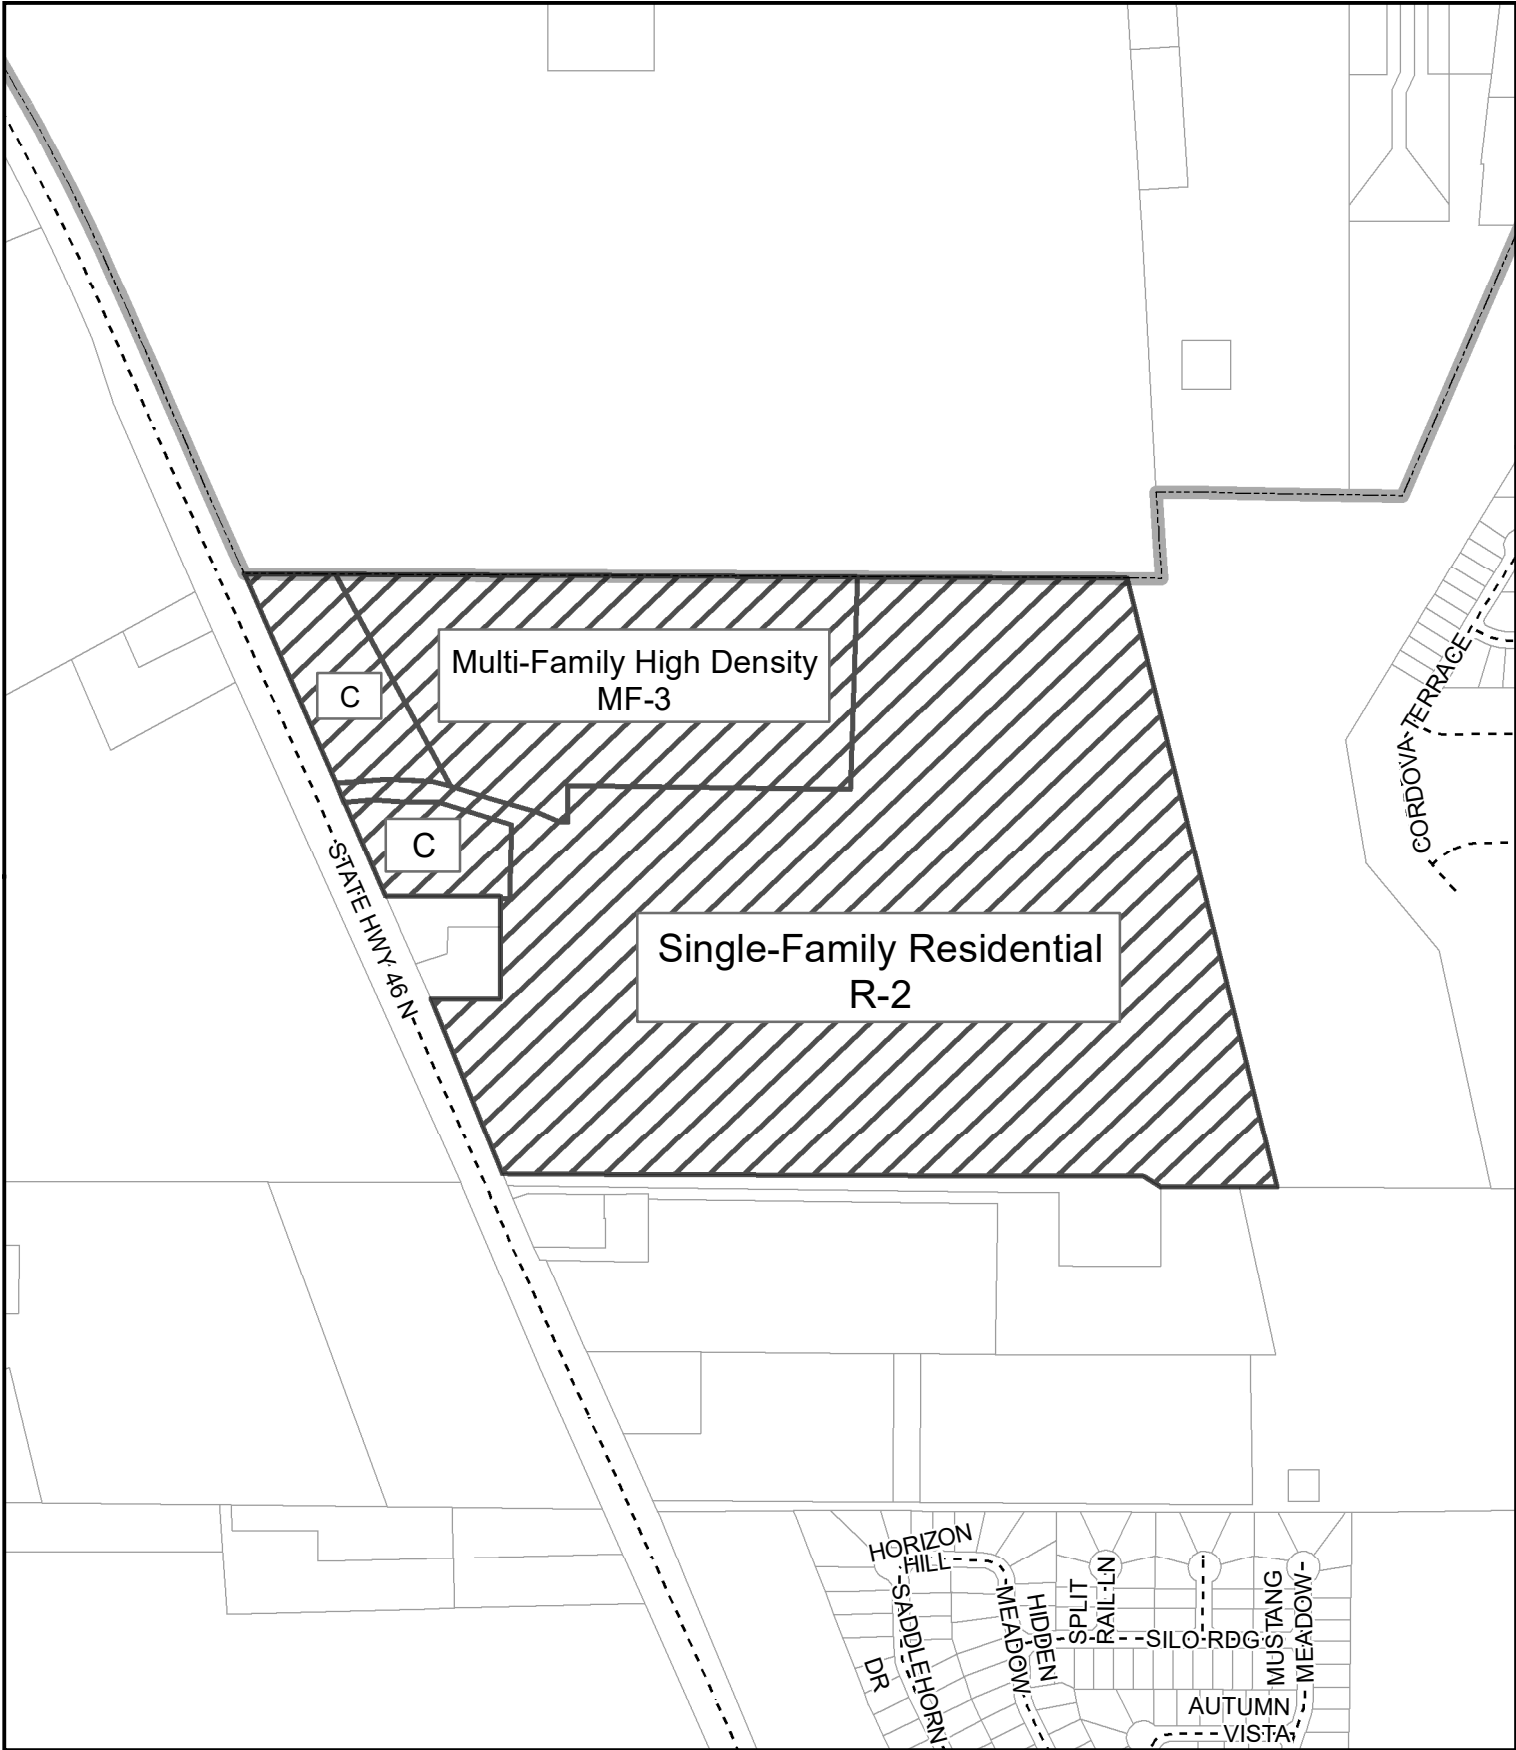 Multi-Family High Density
MF-3
C
C
STATE HWY 46 N
Single-Family Residential
R-2
CORDOVA TERRACE
HORIZON
HILL
SADDLEHORN
DR
HIDDEN
MEADOW
SPLIT
RAIL LN
SILO RDG
MUSTANG
MEADOW
AUTUMN
VISTA